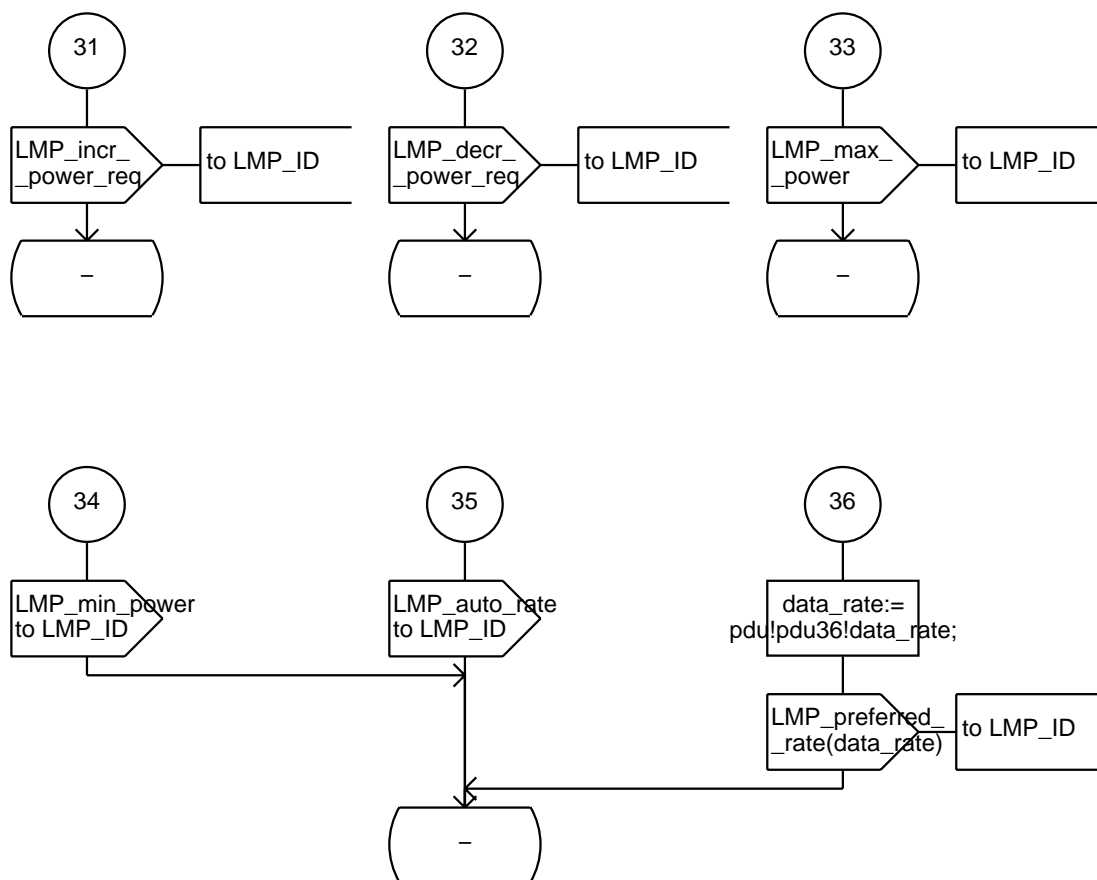 31
32
33
LMP_incr_
_power_req
to LMP_ID
LMP_decr_
_power_req
to LMP_ID
LMP_max_
_power
to LMP_ID
–
–
–
34
35
36
LMP_min_power
to LMP_ID
LMP_auto_rate
to LMP_ID
data_rate:=
pdu!pdu36!data_rate;
LMP_preferred_
_rate(data_rate)
to LMP_ID
–